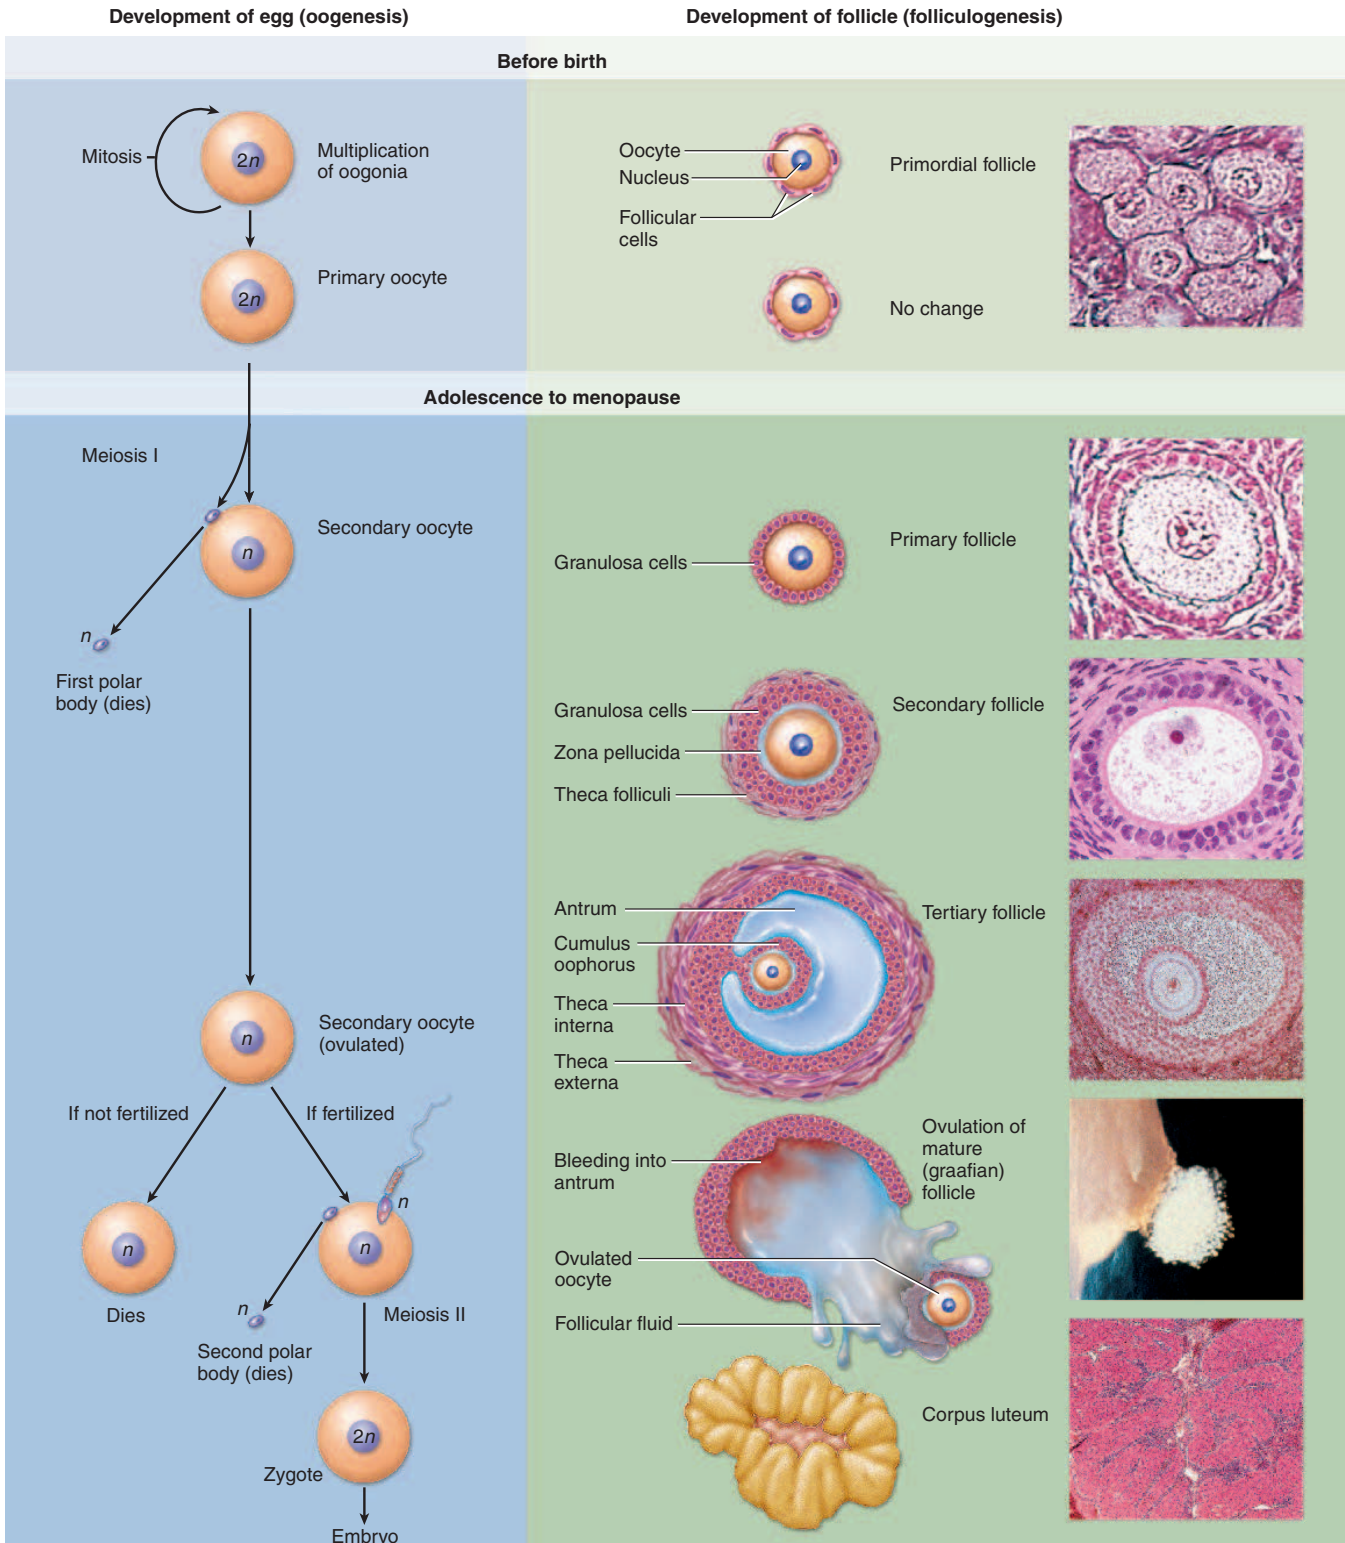 Development of egg (oogenesis)
Development of follicle (folliculogenesis)
Before birth
Mitosis
2n
Multiplication
of oogonia
2n
Primary oocyte
Oocyte
Nucleus
Follicular
cells
Primordial follicle
No change
Adolescence to menopause
Meiosis I
n
Secondary oocyte
n
First polar
body (dies)
n
Secondary oocyte
(ovulated)
If not fertilized
If fertilized
n
Dies
n
n
Meiosis II
n
Second polar
body (dies)
2n
Zygote
Embryo
Granulosa cells
Primary follicle
Granulosa cells
Zona pellucida
Theca folliculi
Secondary follicle
Antrum
Cumulus
oophorus
Theca
interna
Theca
externa
Tertiary follicle
Bleeding into
antrum
Ovulated
oocyte
Follicular fluid
Ovulation of
mature
(graafian)
follicle
Corpus luteum